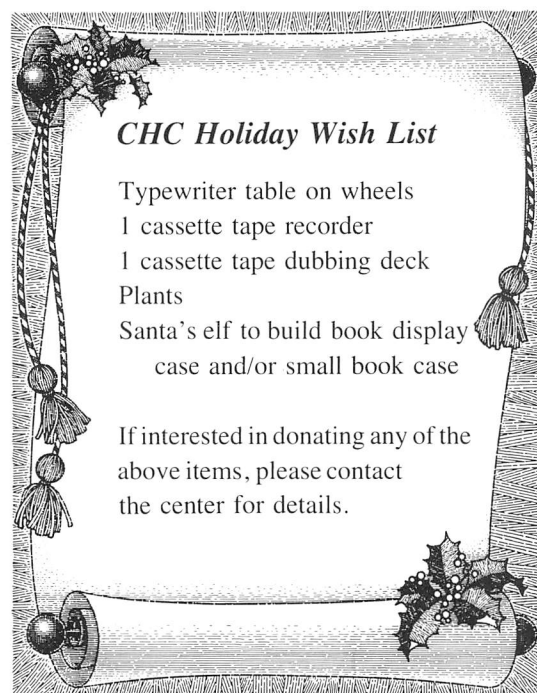 CHC Holiday Wish List
Typewriter table on wheels
1 cassette tape recorder
1 cassette tape dubbing deck
Plants
Santa's elf to build book display
case and/or small book case
If interested in donating any of the
above items, please contact
the center for details.